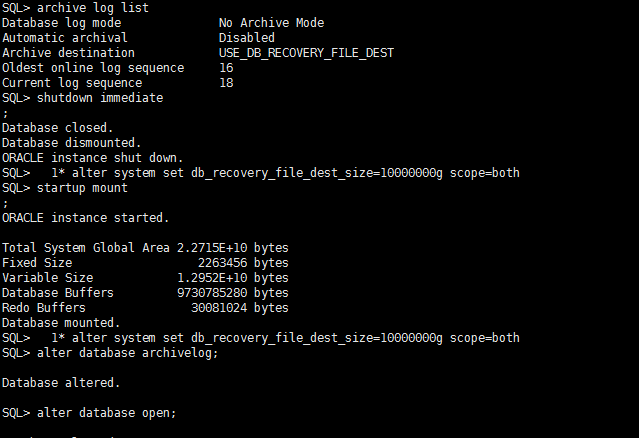 SQL> archive log list
Database log mode No Archive Mode
Automatic archival Disabled
Archive destination USE_DB_RECOVERY_FILE_DEST
Oldest online log sequence 16
Current log sequence 18
SQL> shutdown immediate
;
Database closed.
Database dismounted.
ORACLE instance shut down.
SQL> 1* alter system set db_recovery_file_dest_size=10000000g scope=both
SQL> startup mount
;
ORACLE instance started.
Total System Global Area 2.2715E+10 bytes
Fixed Size 2263456 bytes
Variable Size 1.2952E+10 bytes
Database Buffers 9730785280 bytes
Redo Buffers 30081024 bytes
Database mounted.
SQL> 1* alter system set db_recovery_file_dest_size=10000000g scope=both
SQL> alter database archivelog;
Database altered.
SQL> alter database open;